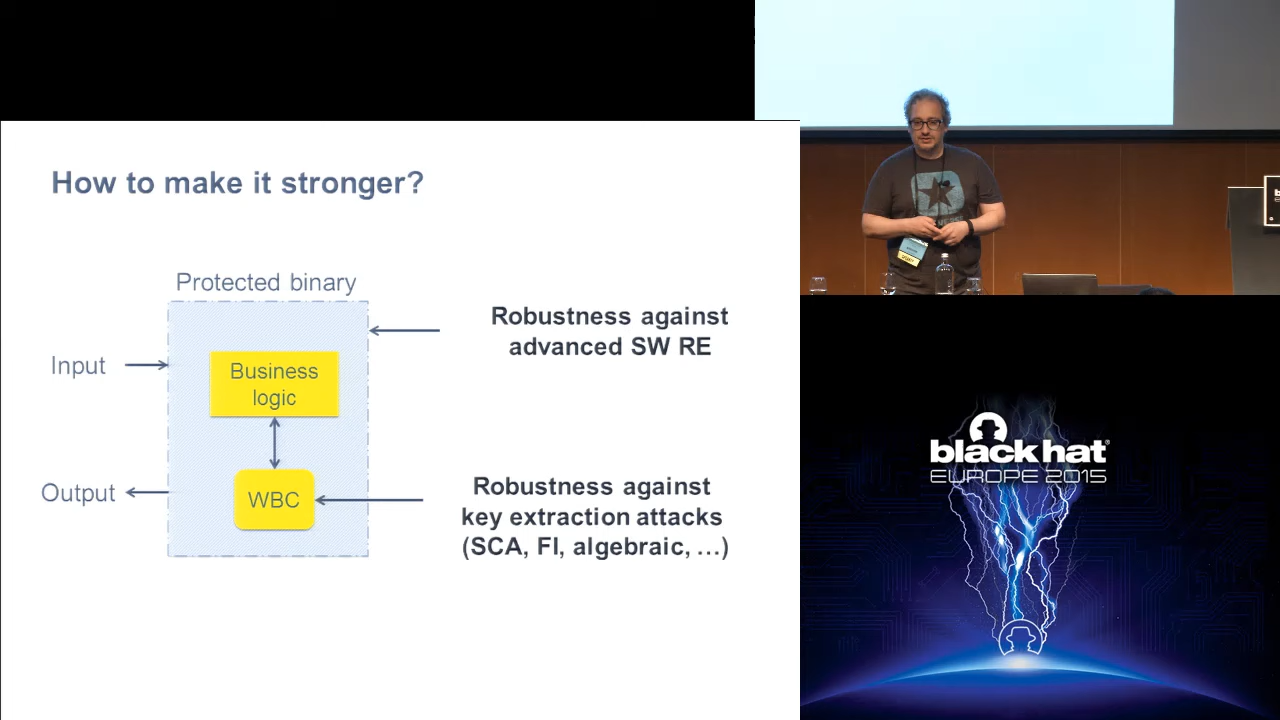 How to make it stronger?
Protected binary
Input
Business
logic
Output
WBC
Robustness against
advanced SW RE
Robustness against
key extraction attacks
(SCA, FI, algebraic, …)
black hat®
EUROPE 2015